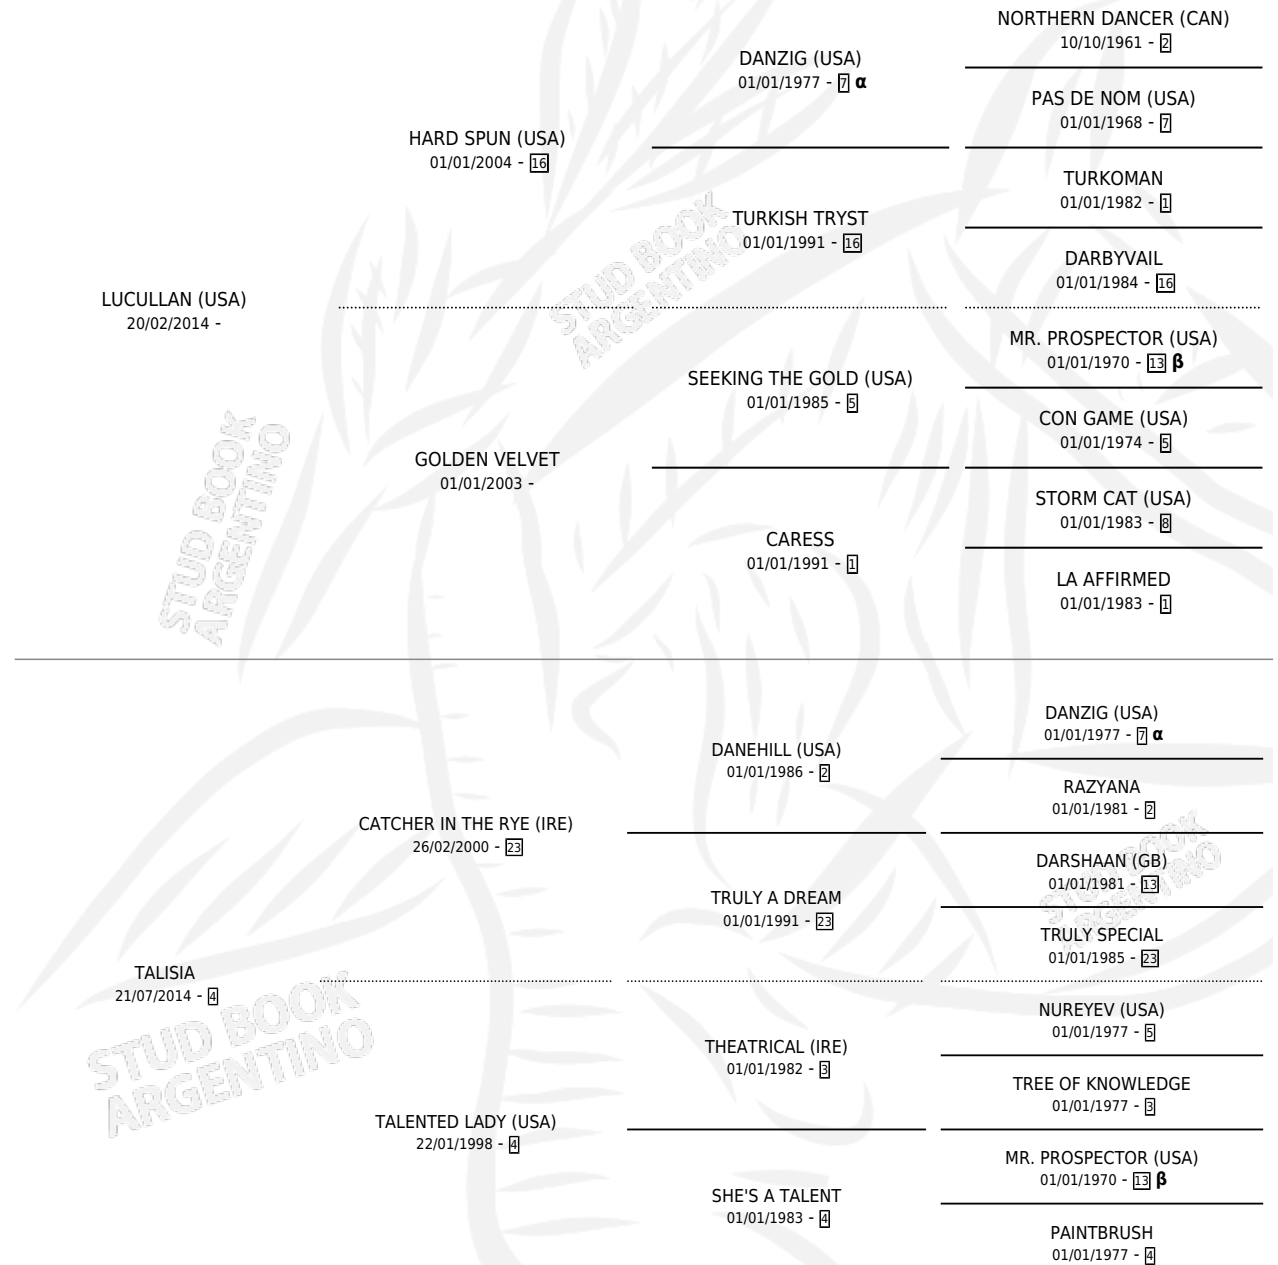 NORTHERN DANCER (CAN)
10/10/1961 - 2
DANZIG (USA)
01/01/1977 - 7 α
PAS DE NOM (USA)
01/01/1968 - 7
HARD SPUN (USA)
01/01/2004 - 16
TURKOMAN
01/01/1982 - 1
TURKISH TRYST
01/01/1991 - 16
DARBYVAIL
01/01/1984 - 16
LUCULLAN (USA)
20/02/2014 -
MR. PROSPECTOR (USA)
01/01/1970 - 13 β
SEEKING THE GOLD (USA)
01/01/1985 - 5
CON GAME (USA)
01/01/1974 - 5
GOLDEN VELVET
01/01/2003 -
STORM CAT (USA)
01/01/1983 - 8
CARESS
01/01/1991 - 1
LA AFFIRMED
01/01/1983 - 1
DANZIG (USA)
01/01/1977 - 7 α
DANEHILL (USA)
01/01/1986 - 2
RAZYANA
01/01/1981 - 2
CATCHER IN THE RYE (IRE)
26/02/2000 - 23
DARSHAAN (GB)
01/01/1981 - 13
TRULY A DREAM
01/01/1991 - 23
TRULY SPECIAL
01/01/1985 - 23
TALISIA
21/07/2014 - 4
NUREYEV (USA)
01/01/1977 - 5
THEATRICAL (IRE)
01/01/1982 - 3
TREE OF KNOWLEDGE
01/01/1977 - 3
TALENTED LADY (USA)
22/01/1998 - 4
MR. PROSPECTOR (USA)
01/01/1970 - 13 β
SHE'S A TALENT
01/01/1983 - 4
PAINTBRUSH
01/01/1977 - 4
STUD BOOK
ARGENTINO
STUD BOOK
ARGENTINO
STUD BOOK
ARGENTINO
STUD BOOK
ARGENTINO